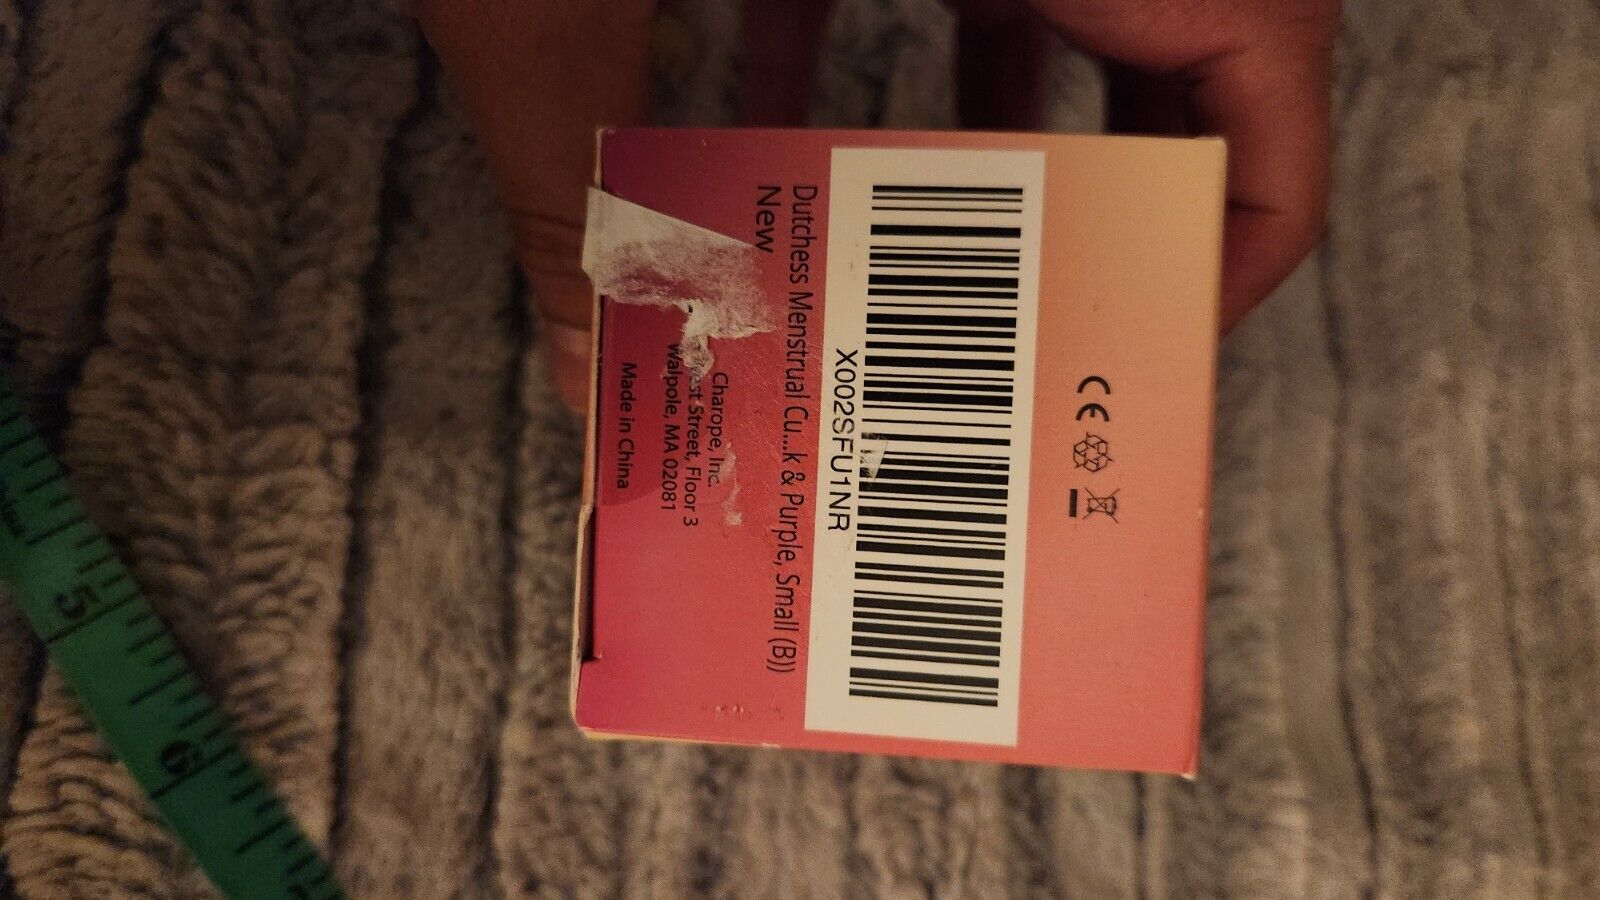 CE
X002SFU1NR
Dutchess Menstrual Cu...k & Purple, Small (B))
New
Charope, Inc.
Street, Floor 3
Walpole, MA 02081
Made in China
5
6